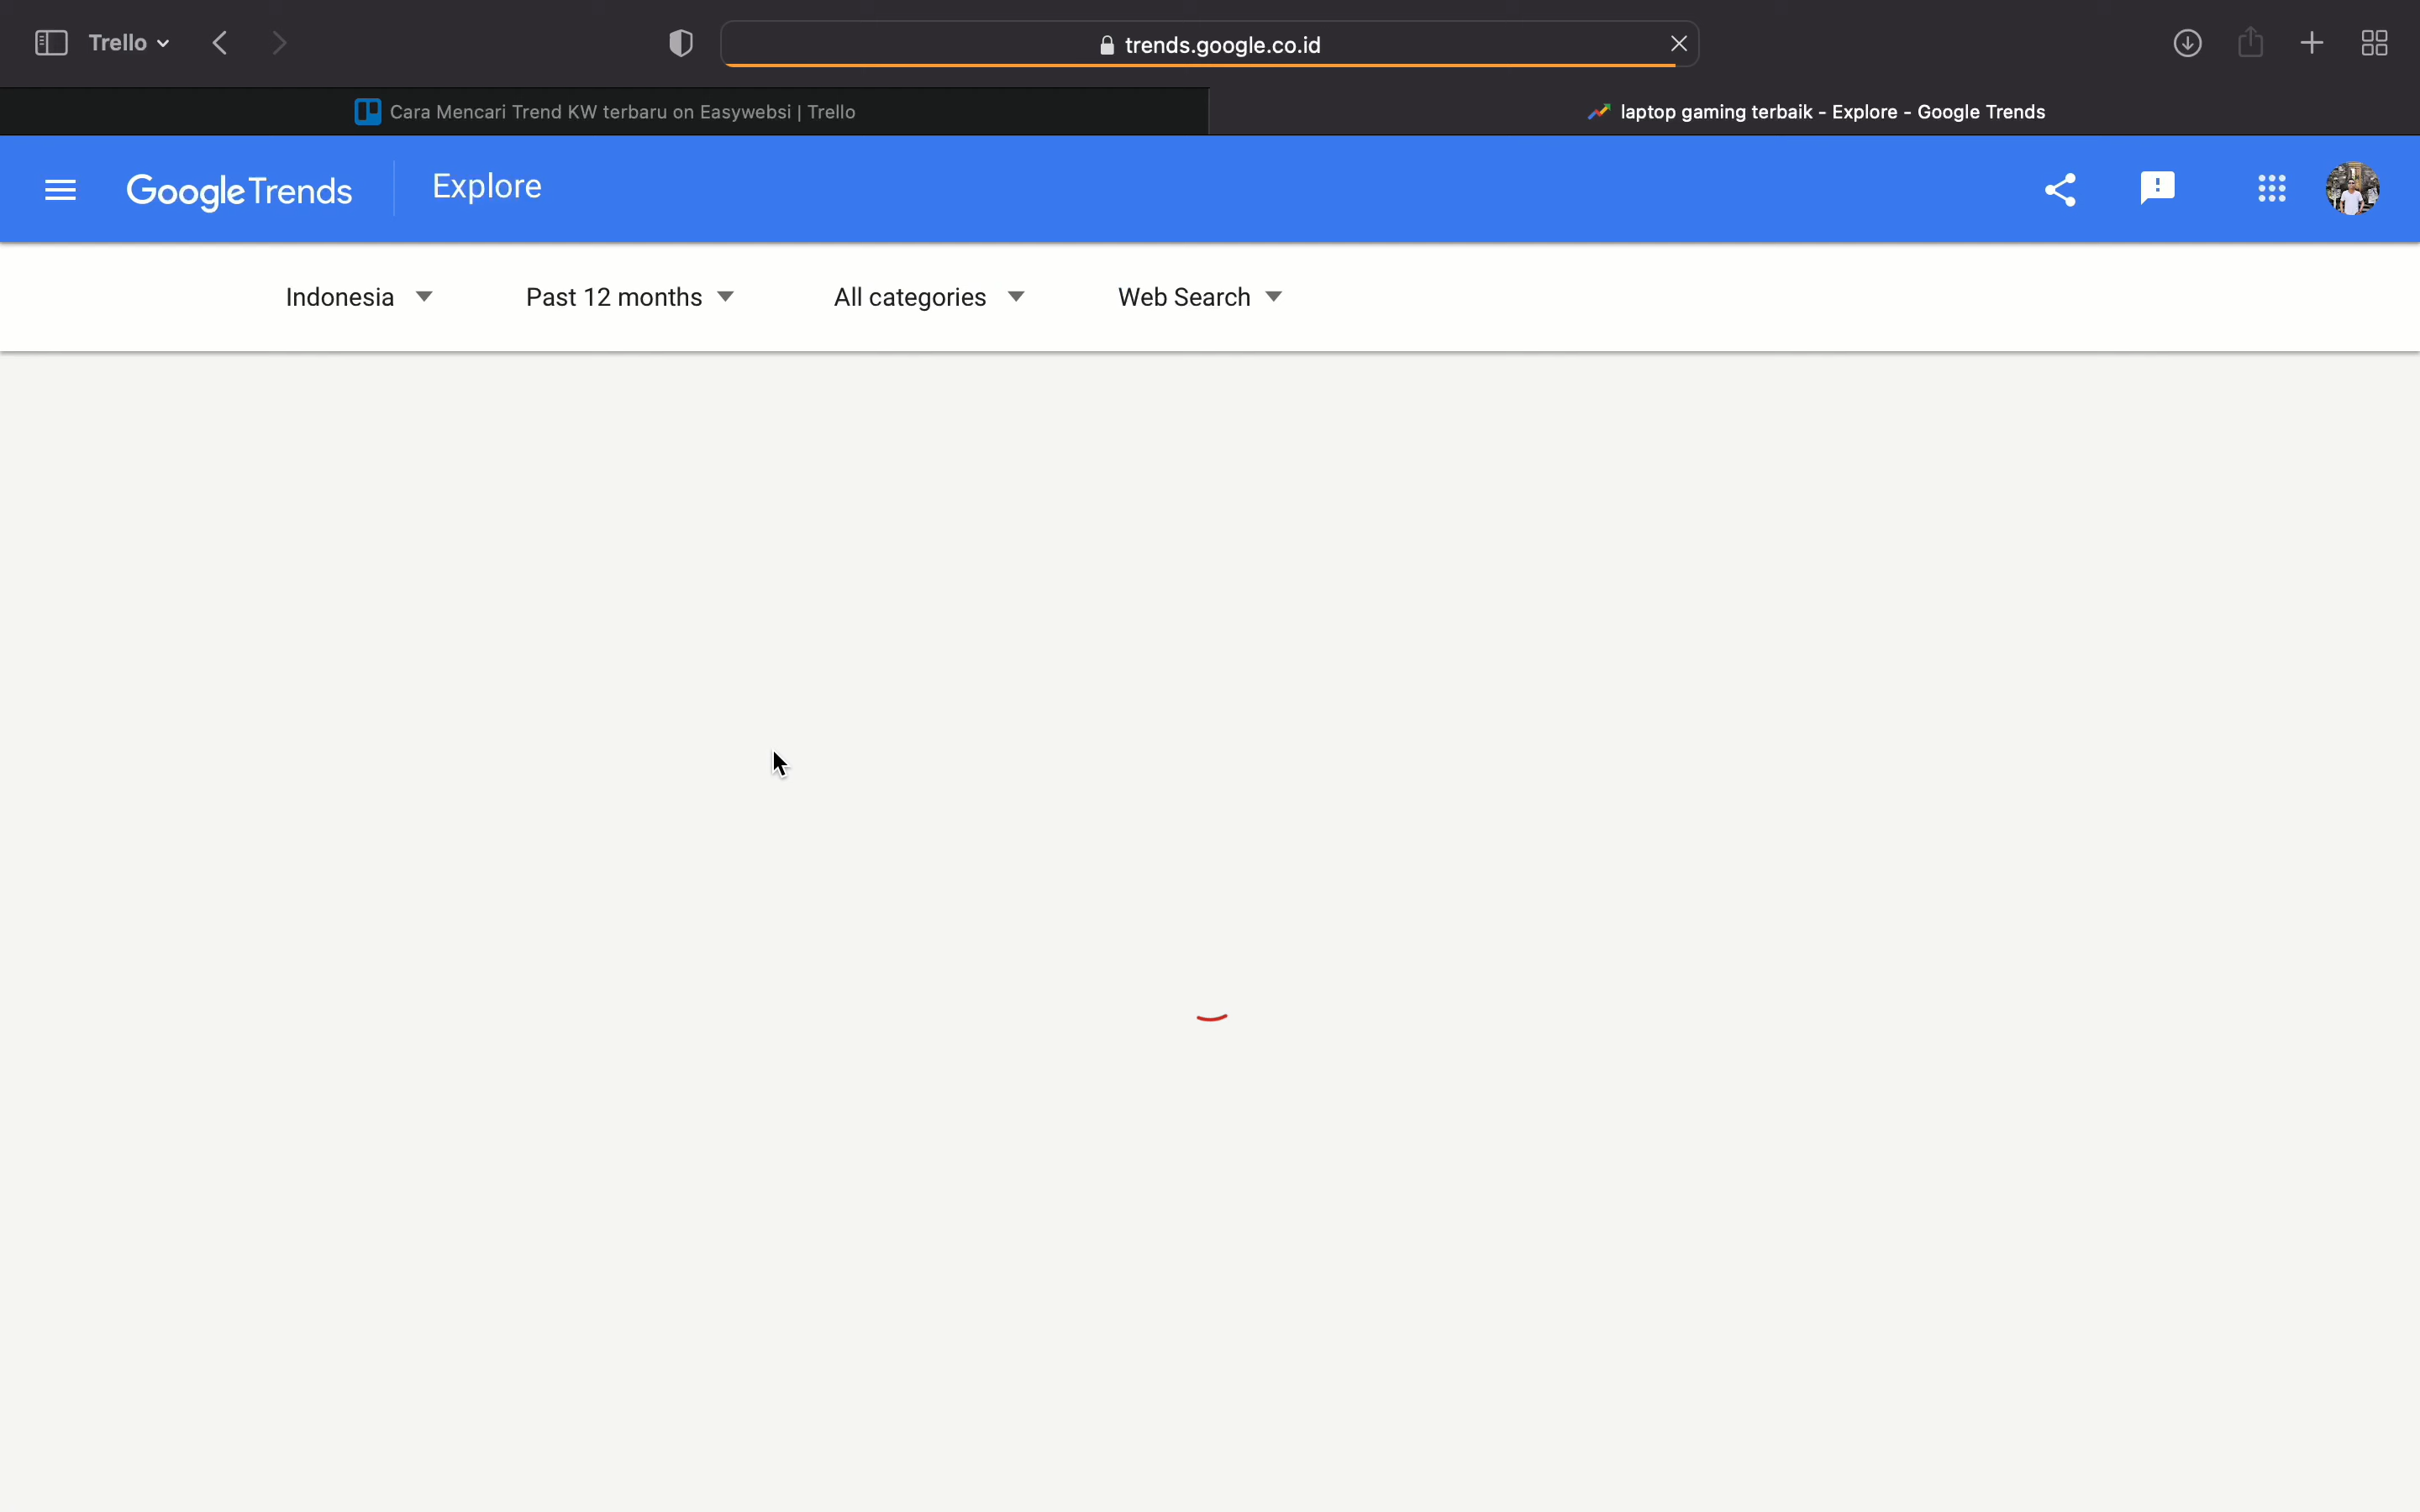 Trello
trends.google.co.id
Cara Mencari Trend KW terbaru on Easywebsi | Trello
laptop gaming terbaik - Explore - Google Trends
Google Trends
Explore
Indonesia
Past 12 months
All categories
Web Search